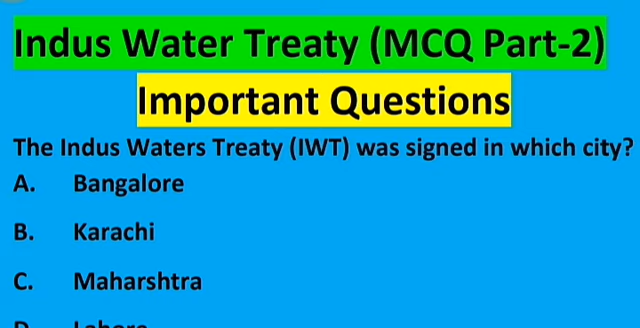 Indus Water Treaty (MCQ Part-2)
Important Questions
The Indus Waters Treaty (IWT) was signed in which city?
A. Bangalore
B. Karachi
C. Maharshtra
D. Lahore